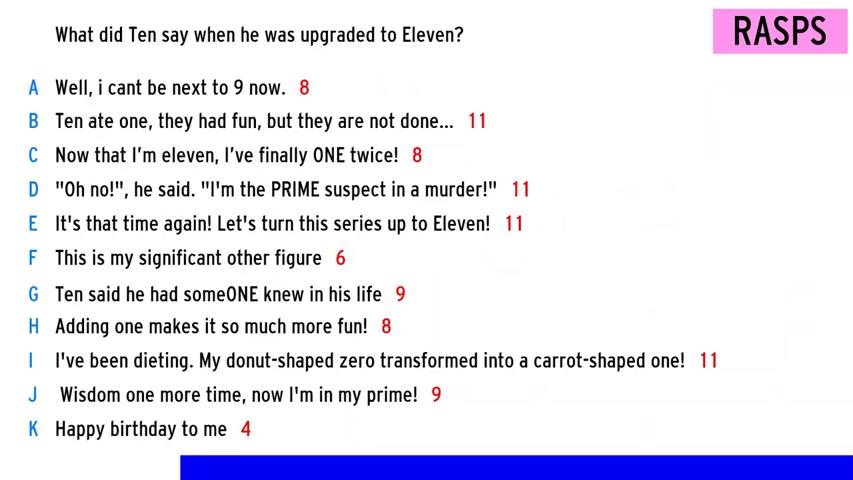 What did Ten say when he was upgraded to Eleven?
RASPS
A Well, i cant be next to 9 now. 8
B Ten ate one, they had fun, but they are not done... 11
C Now that I'm eleven, I've finally ONE twice! 8
D "Oh no!", he said. "I'm the PRIME suspect in a murder!" 11
E It's that time again! Let's turn this series up to Eleven! 11
F This is my significant other figure 6
G Ten said he had someONE knew in his life 9
H Adding one makes it so much more fun! 8
I I've been dieting. My donut-shaped zero transformed into a carrot-shaped one! 11
J Wisdom one more time, now I'm in my prime! 9
K Happy birthday to me 4